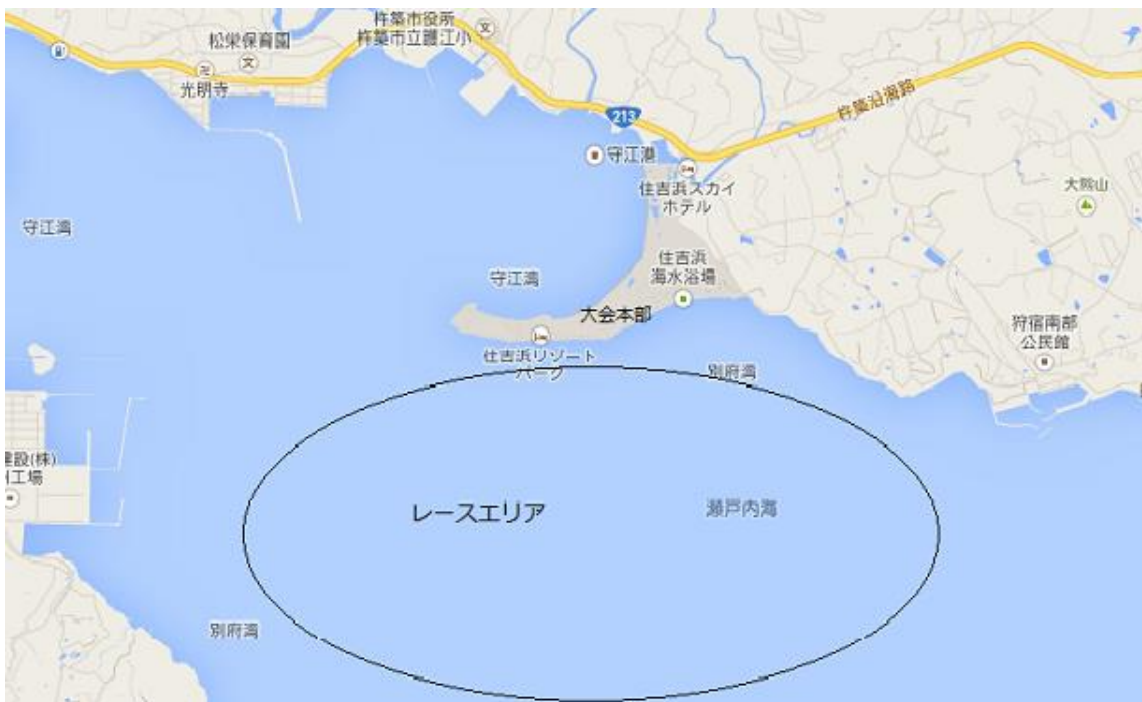 杵築市役所
杵築市立護江小
松栄保育園
光明寺
213
杵築沿海路
守江港
住吉浜スカイ
ホテル
大熊山
守江湾
住吉浜
海水浴場
守江湾
大会本部
狩宿南部
公民館
住吉浜リゾート
パーク
別府湾
建設(株)
工場
レースエリア
瀬戸内海
別府湾